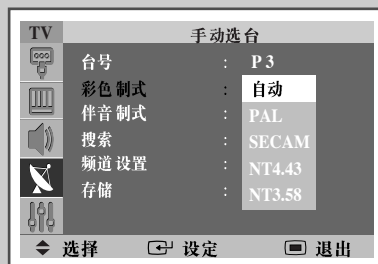 TV 手动选台
台号 : P 3
彩色制式 : 自动
伴音制式 : PAL
搜索 : SECAM
频道设置 : NT4.43
存储 : NT3.58
选择 设定 退出